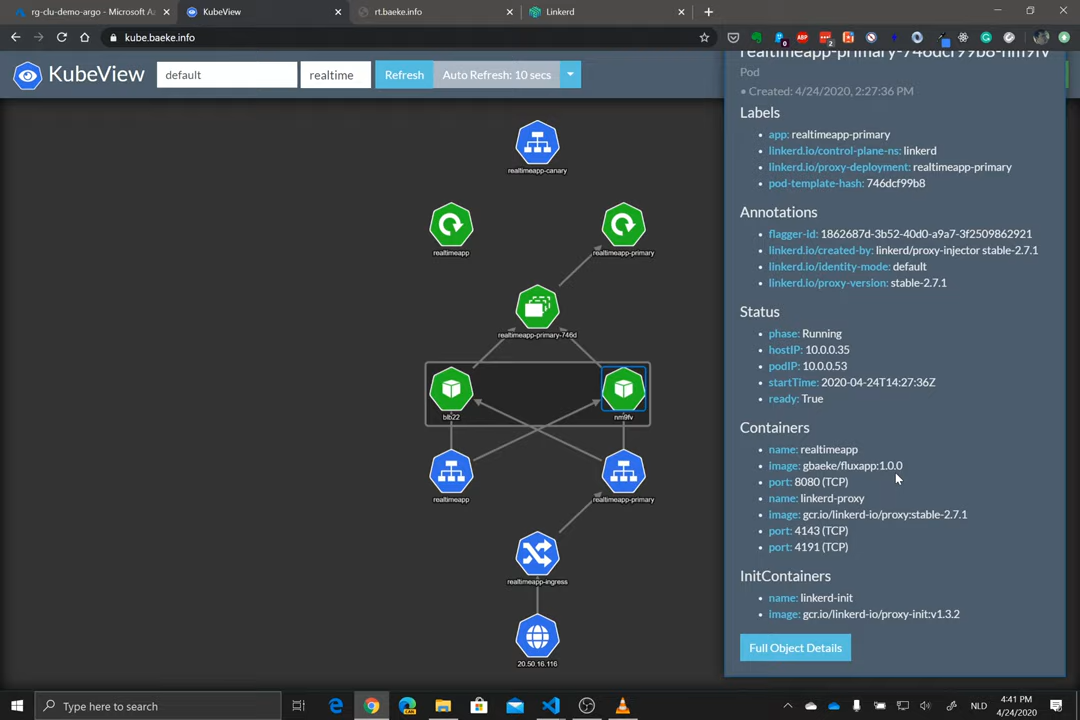 rg-clu-demo-argo - Microsoft A
KubeView
rt.baeke.info
Linkerd
kube.baeke.info
KubeView
default
realtime
Refresh
Auto Refresh: 10 secs
realtimeapp-canary
realtimeapp
realtimeapp-primary
realtimeapp-primary-746d
blb22
nm9fv
realtimeapp
realtimeapp-primary
realtimeapp-ingress
20.50.16.116
realtimeapp-primary-746dcf99b8-nm9fv
Pod
Created: 4/24/2020, 2:27:36 PM
Labels
app: realtimeapp-primary
linkerd.io/control-plane-ns: linkerd
linkerd.io/proxy-deployment: realtimeapp-primary
pod-template-hash: 746dcf99b8
Annotations
flagger-id: 1862687d-3b52-40d0-a9a7-3f2509862921
linkerd.io/created-by: linkerd/proxy-injector stable-2.7.1
linkerd.io/identity-mode: default
linkerd.io/proxy-version: stable-2.7.1
Status
phase: Running
hostIP: 10.0.0.35
podIP: 10.0.0.53
startTime: 2020-04-24T14:27:36Z
ready: True
Containers
name: realtimeapp
image: gbaeke/fluxapp:1.0.0
port: 8080 (TCP)
name: linkerd-proxy
image: gcr.io/linkerd-io/proxy:stable-2.7.1
port: 4143 (TCP)
port: 4191 (TCP)
InitContainers
name: linkerd-init
image: gcr.io/linkerd-io/proxy-init:v1.3.2
Full Object Details
Type here to search
NLD
4:41 PM
4/24/2020